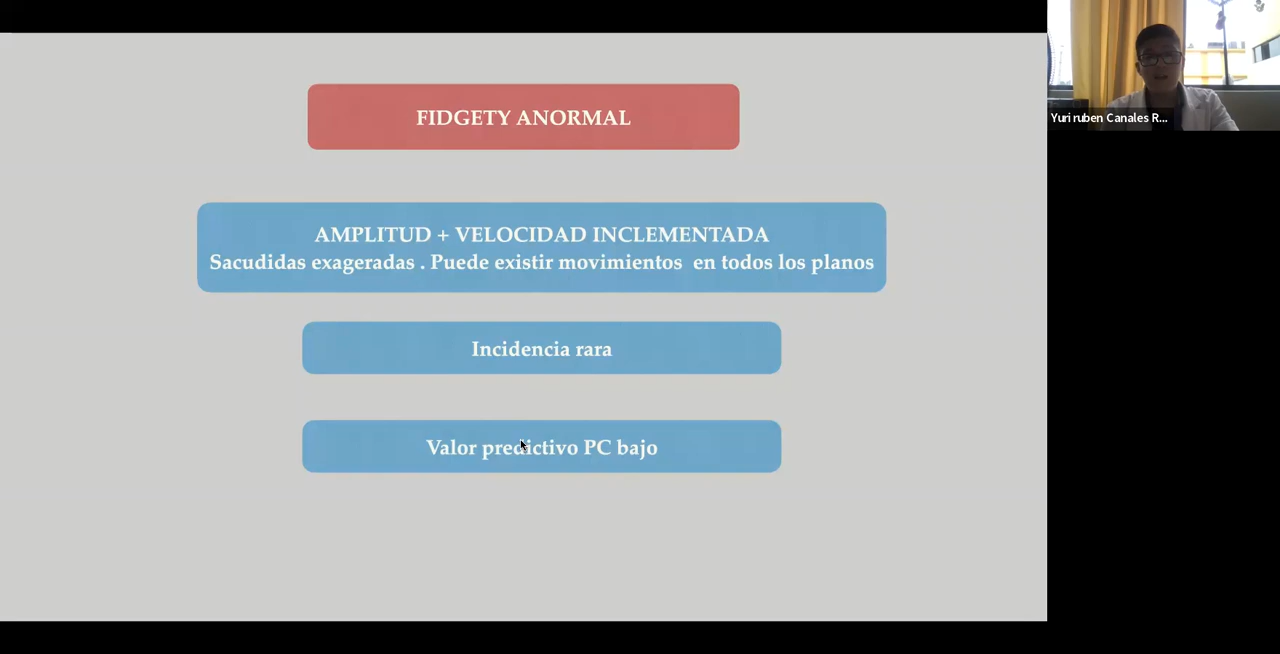 FIDGETY ANORMAL
AMPLITUD + VELOCIDAD INCLEMENTADA
Sacudidas exageradas . Puede existir movimientos en todos los planos
Incidencia rara
Valor predictivo PC bajo
Yuri ruben Canales R...